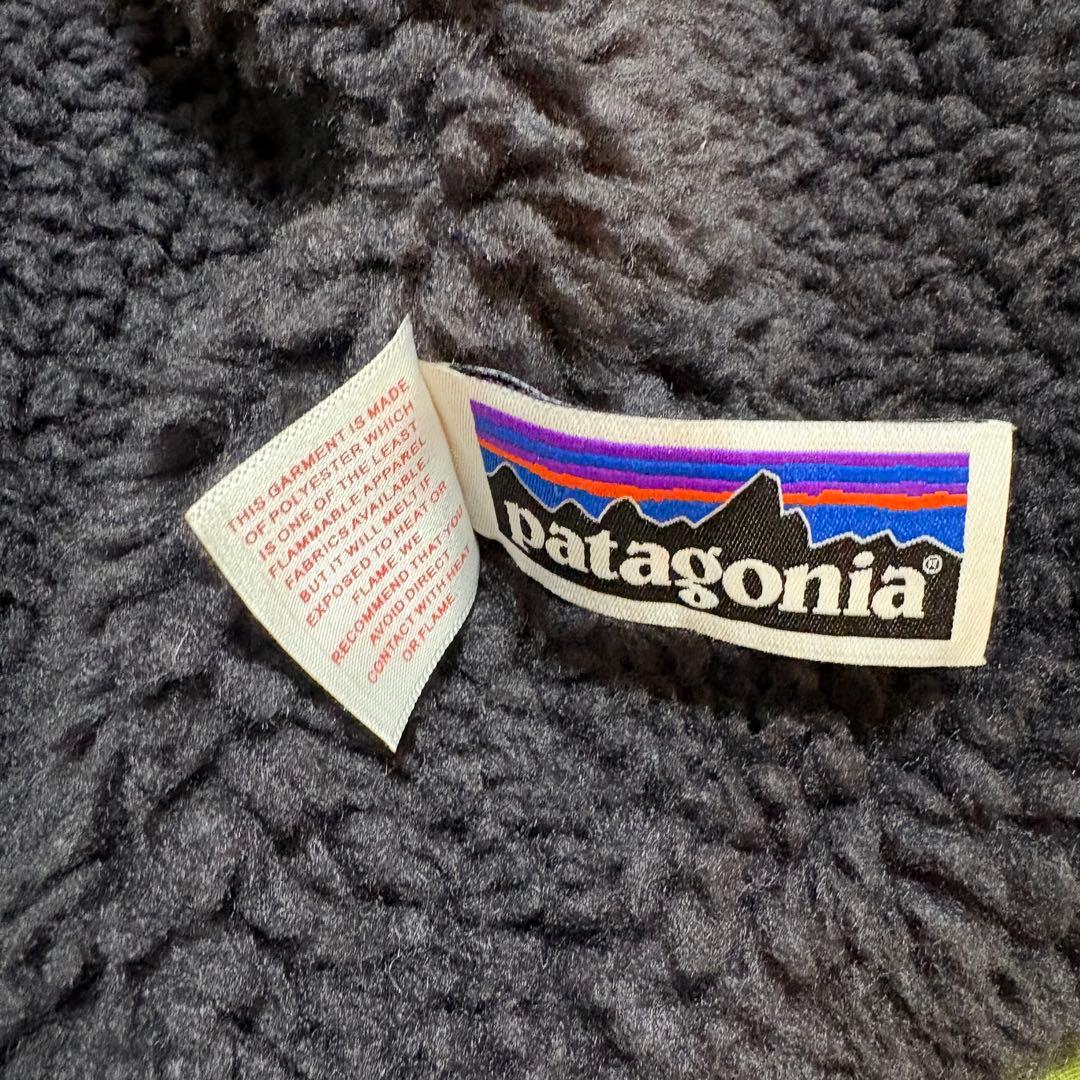 THIS GARMENT IS MADE
OF POLYESTER WHICH
IS ONE OF THE LEAST
FLAMMABLE APPAREL
FABRICS AVAILABLE
BUT IT WILL MELT IF
EXPOSED TO HEAT OR
FLAME. WE
RECOMMEND THAT YOU
AVOID DIRECT
CONTACT WITH HEAT
OR FLAME
patagonia®